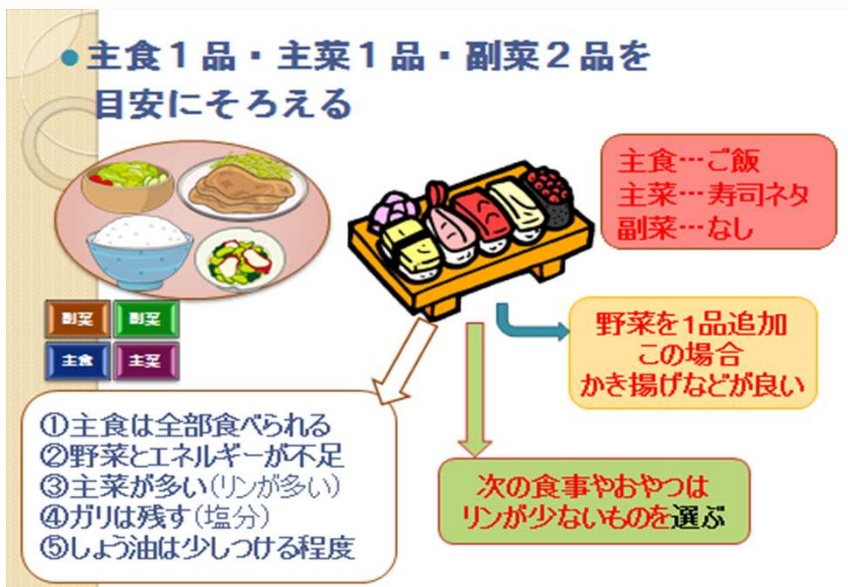 主食1品・主菜1品・副菜2品を
目安にそろえる
主食…ご飯
主菜…寿司ネタ
副菜…なし
副菜
副菜
主食
主菜
野菜を1品追加
この場合
かき揚げなどが良い
①主食は全部食べられる
②野菜とエネルギーが不足
③主菜が多い(リンが多い)
④ガリは残す(塩分)
⑤しょう油は少しつける程度
次の食事やおやつは
リンが少ないものを選ぶ